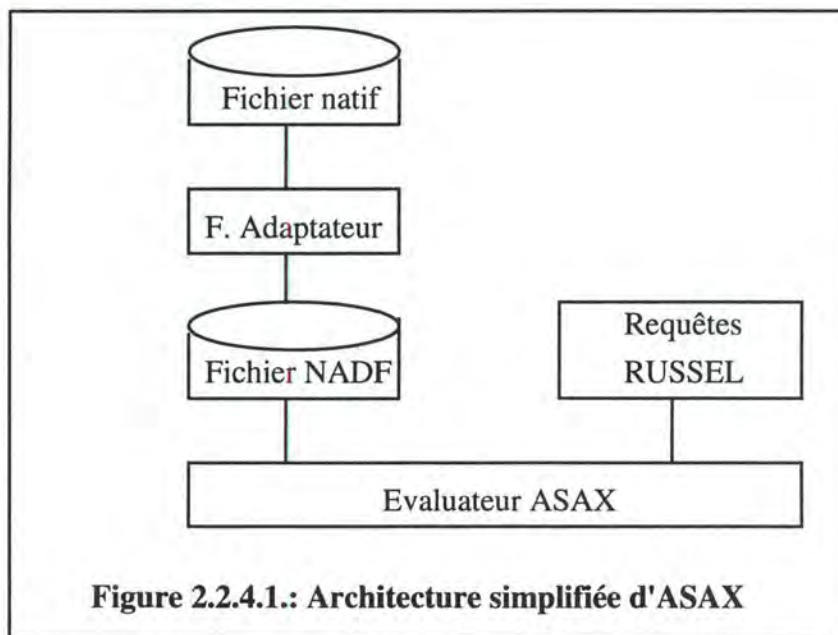 Fichier natif
F. Adaptateur
Fichier NADF
Requêtes
RUSSEL
Evaluateur ASAX
Figure 2.2.4.1.: Architecture simplifiée d'ASAX